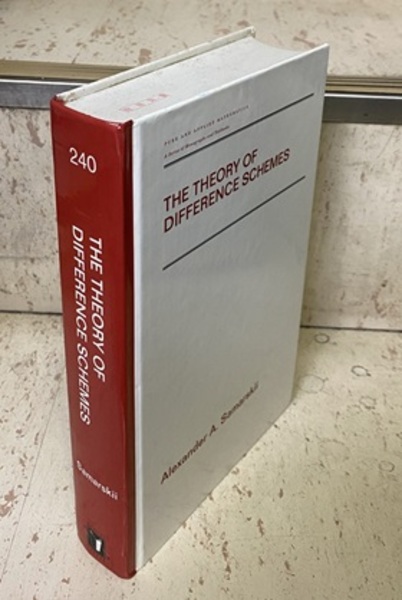 240
THE THEORY OF
DIFFERENCE SCHEMES
Samarskii
PURE AND APPLIED MATHEMATICS
A Series of Monographs and Textbooks
THE THEORY OF
DIFFERENCE SCHEMES
Alexander A. Samarskii